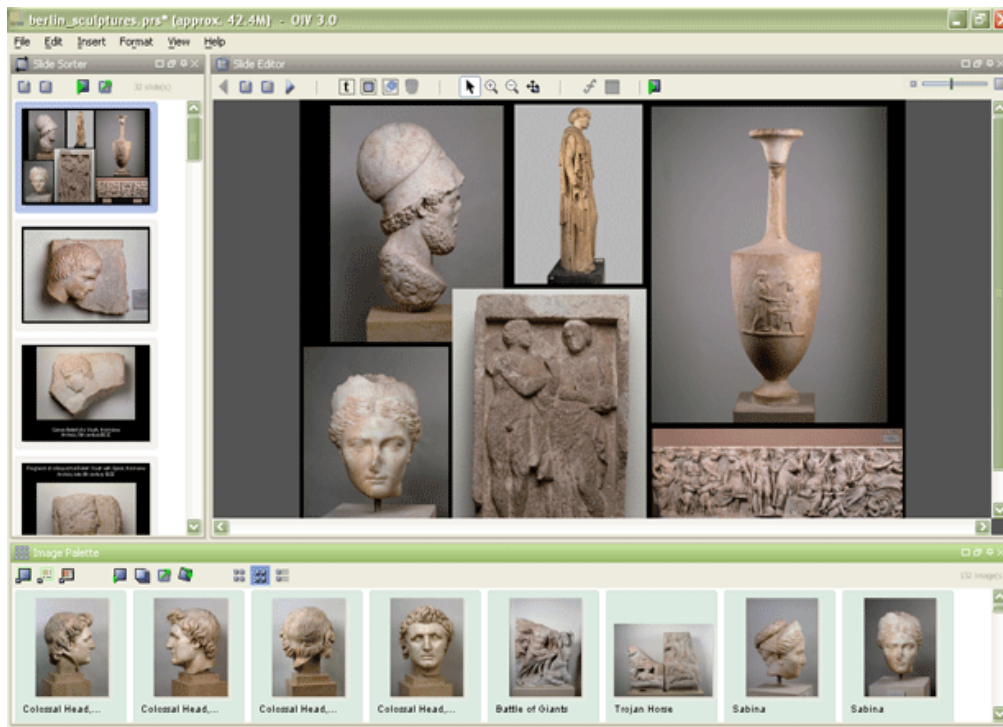 berlin_sculptures.prs* (approx. 42.4M) - OIV 3.0
File Edit Insert Format View Help
Slide Sorter
32 slide(s)
Slide Editor
t
Image Palette
132 image(s)
Colossal Head,...
Colossal Head,...
Colossal Head,...
Colossal Head,...
Battle of Giants
Trojan Horse
Sabina
Sabina